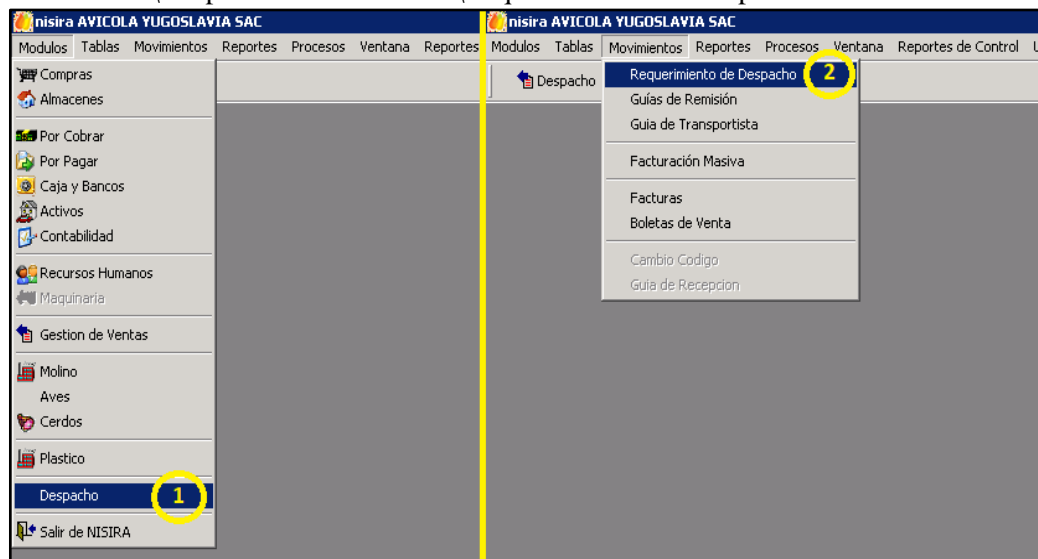 nisira AVICOLA YUGOSLAVIA SAC
Modulos Tablas Movimientos Reportes Procesos Ventana Reportes
Compras
Almacenes
Por Cobrar
Por Pagar
Caja y Bancos
Activos
Contabilidad
Recursos Humanos
Maquinaria
Gestion de Ventas
Molino
Aves
Cerdos
Plastico
Despacho 1
Salir de NISIRA
nisira AVICOLA YUGOSLAVIA SAC
Modulos Tablas Movimientos Reportes Procesos Ventana Reportes de Control
Despacho
Requerimiento de Despacho 2
Guías de Remisión
Guia de Transportista
Facturación Masiva
Facturas
Boletas de Venta
Cambio Codigo
Guia de Recepcion